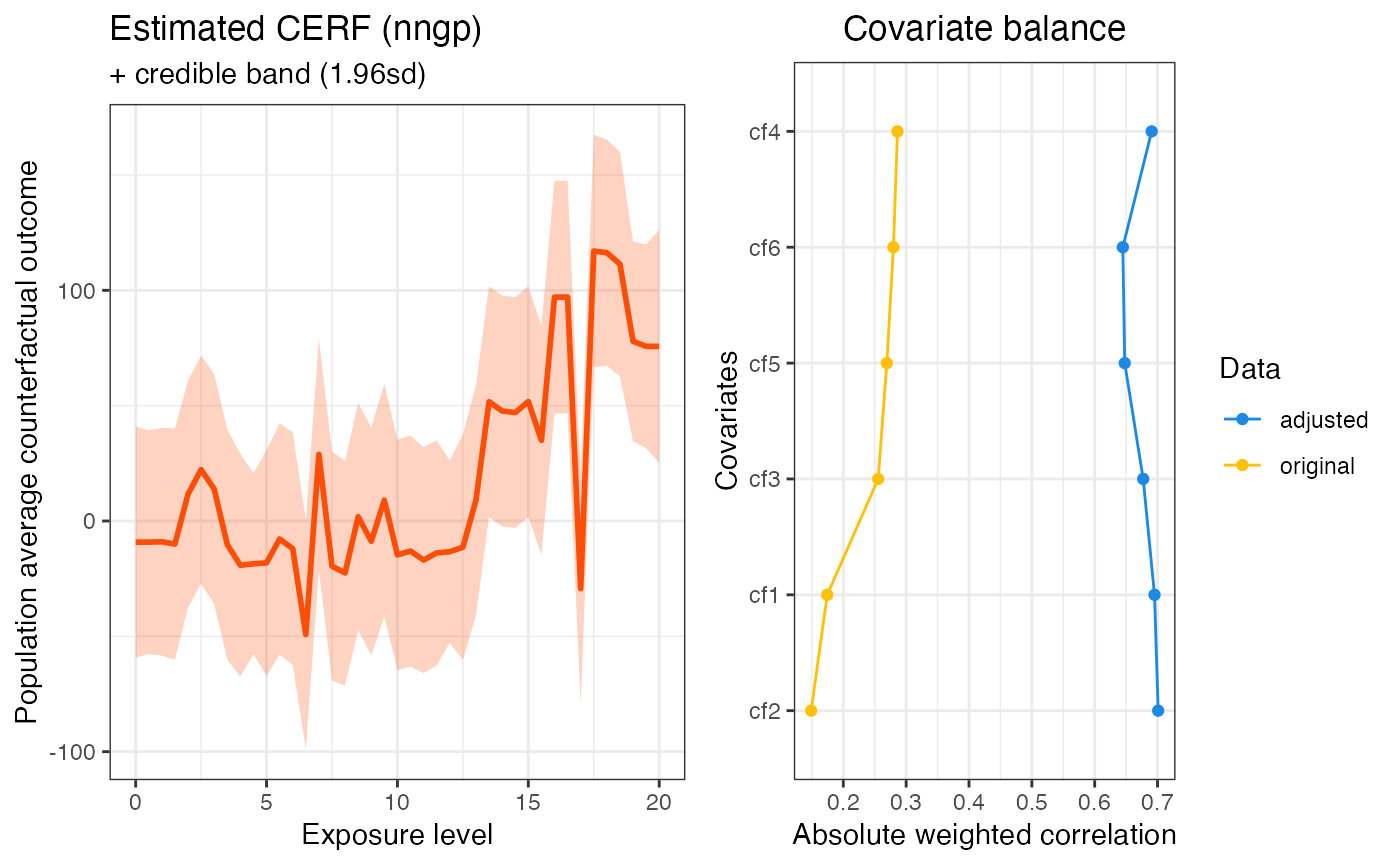 Estimated CERF (nngp)
+ credible band (1.96sd)
Population average counterfactual outcome
100
0
-100
0 5 10 15 20
Exposure level
Covariate balance
Covariates
cf4
cf6
cf5
cf3
cf1
cf2
0.2 0.3 0.4 0.5 0.6 0.7
Absolute weighted correlation
Data
adjusted
original